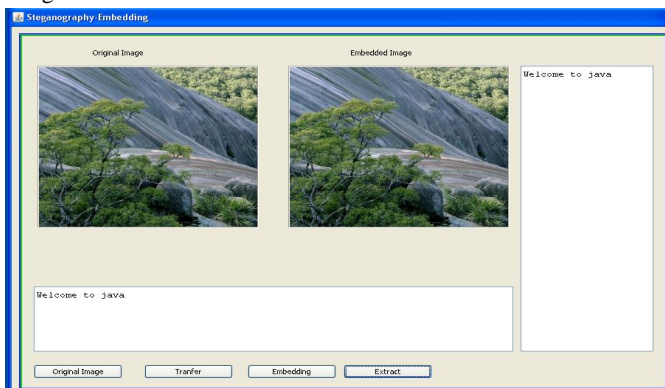 Steganography-Embedding
Original Image
Embedded Image
Welcome to java
Welcome to java
Original Image
Tranfer
Embedding
Extract